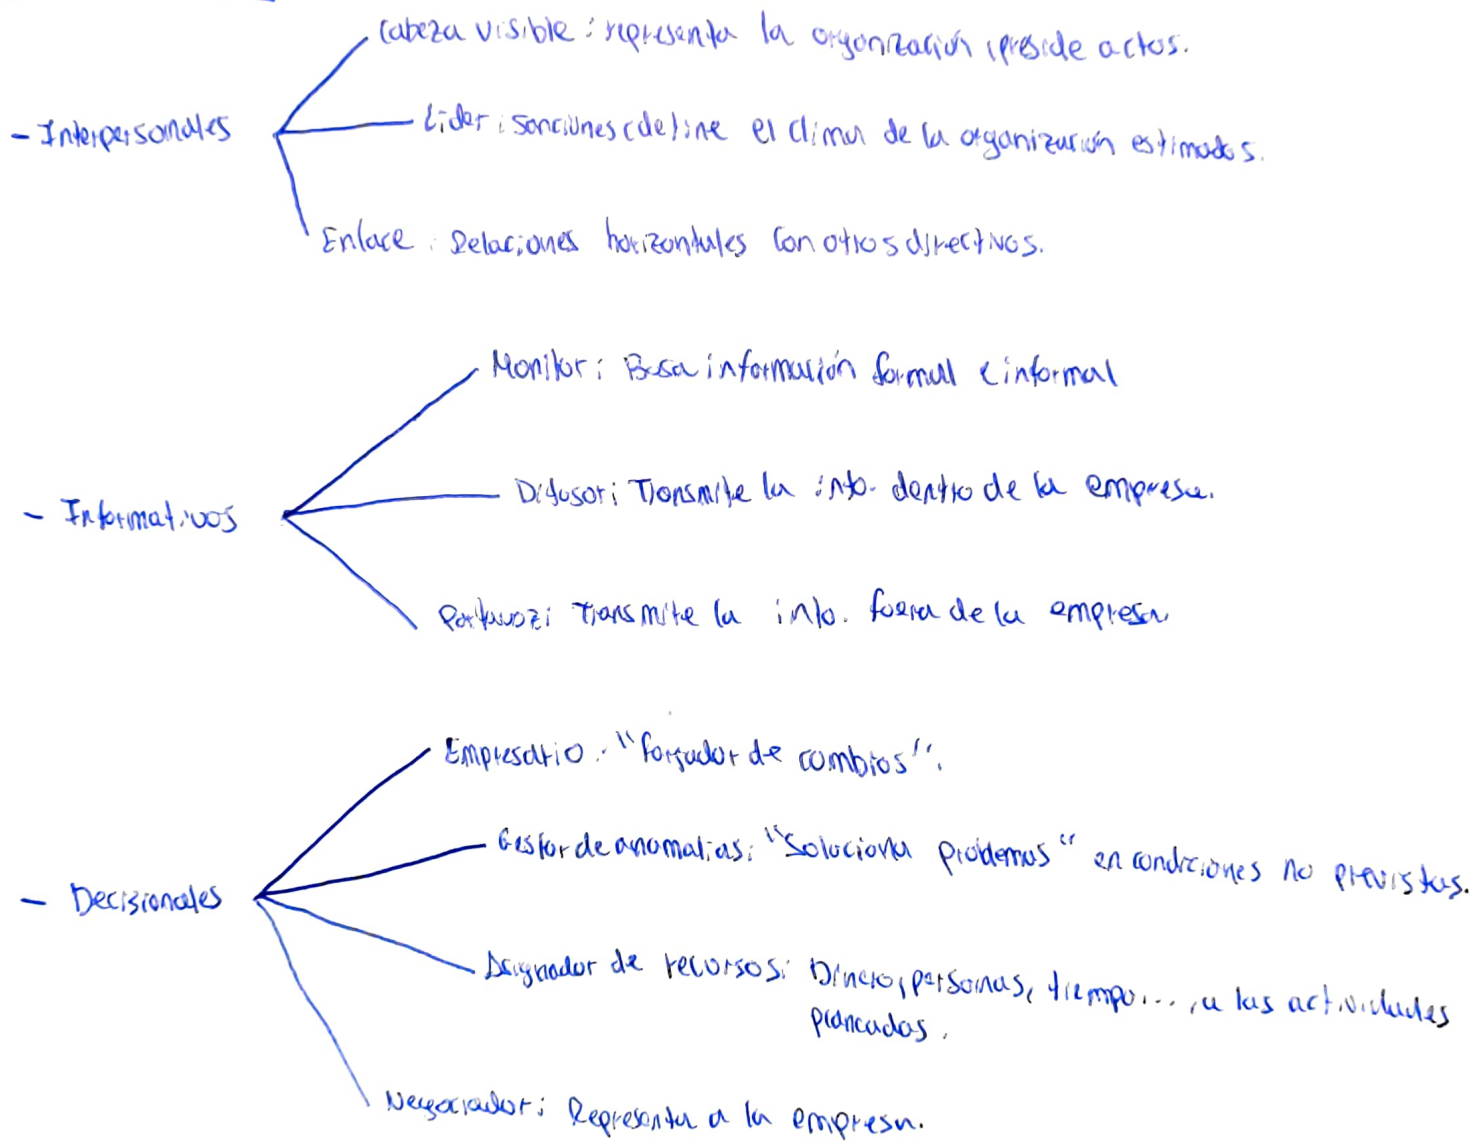 Cabeza visible: representa la organización, preside actos.
- Interpersonales
Líder: sanciones (define el clima de la organización estimados.
Enlace: Relaciones horizontales con otros directivos.
Monitor: Busca información formal e informal
Difusor: Transmite la info. dentro de la empresa.
- Informativos
Portavoz: Transmite la info. fuera de la empresa
Empresario: "forjador de cambios".
Gestor de anomalias: "Soluciona problemas" en condiciones no previstas.
- Decisionales
Asignador de recursos: Dinero, personas, tiempo..., a las actividades
planeadas.
Negociador: Representa a la empresa.